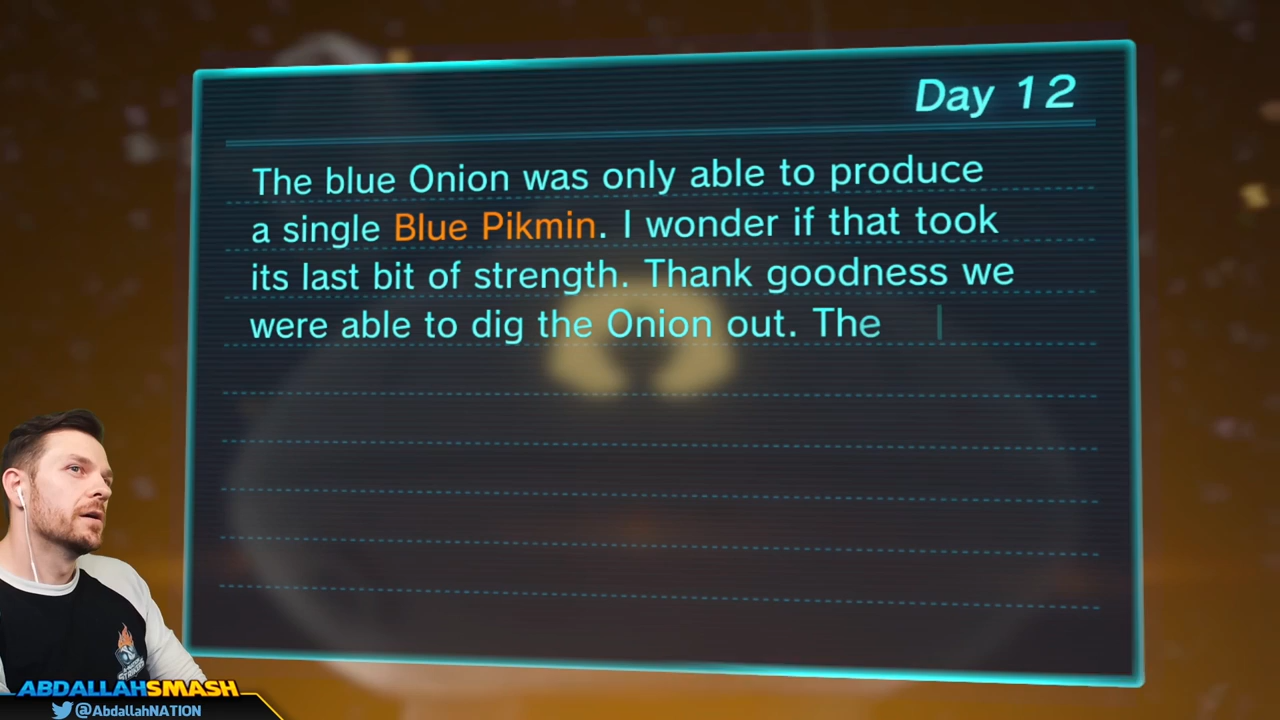 Day 12
The blue Onion was only able to produce
a single Blue Pikmin. I wonder if that took
its last bit of strength. Thank goodness we
were able to dig the Onion out. The
ABDALLAHSMASH
@AbdallahNATION